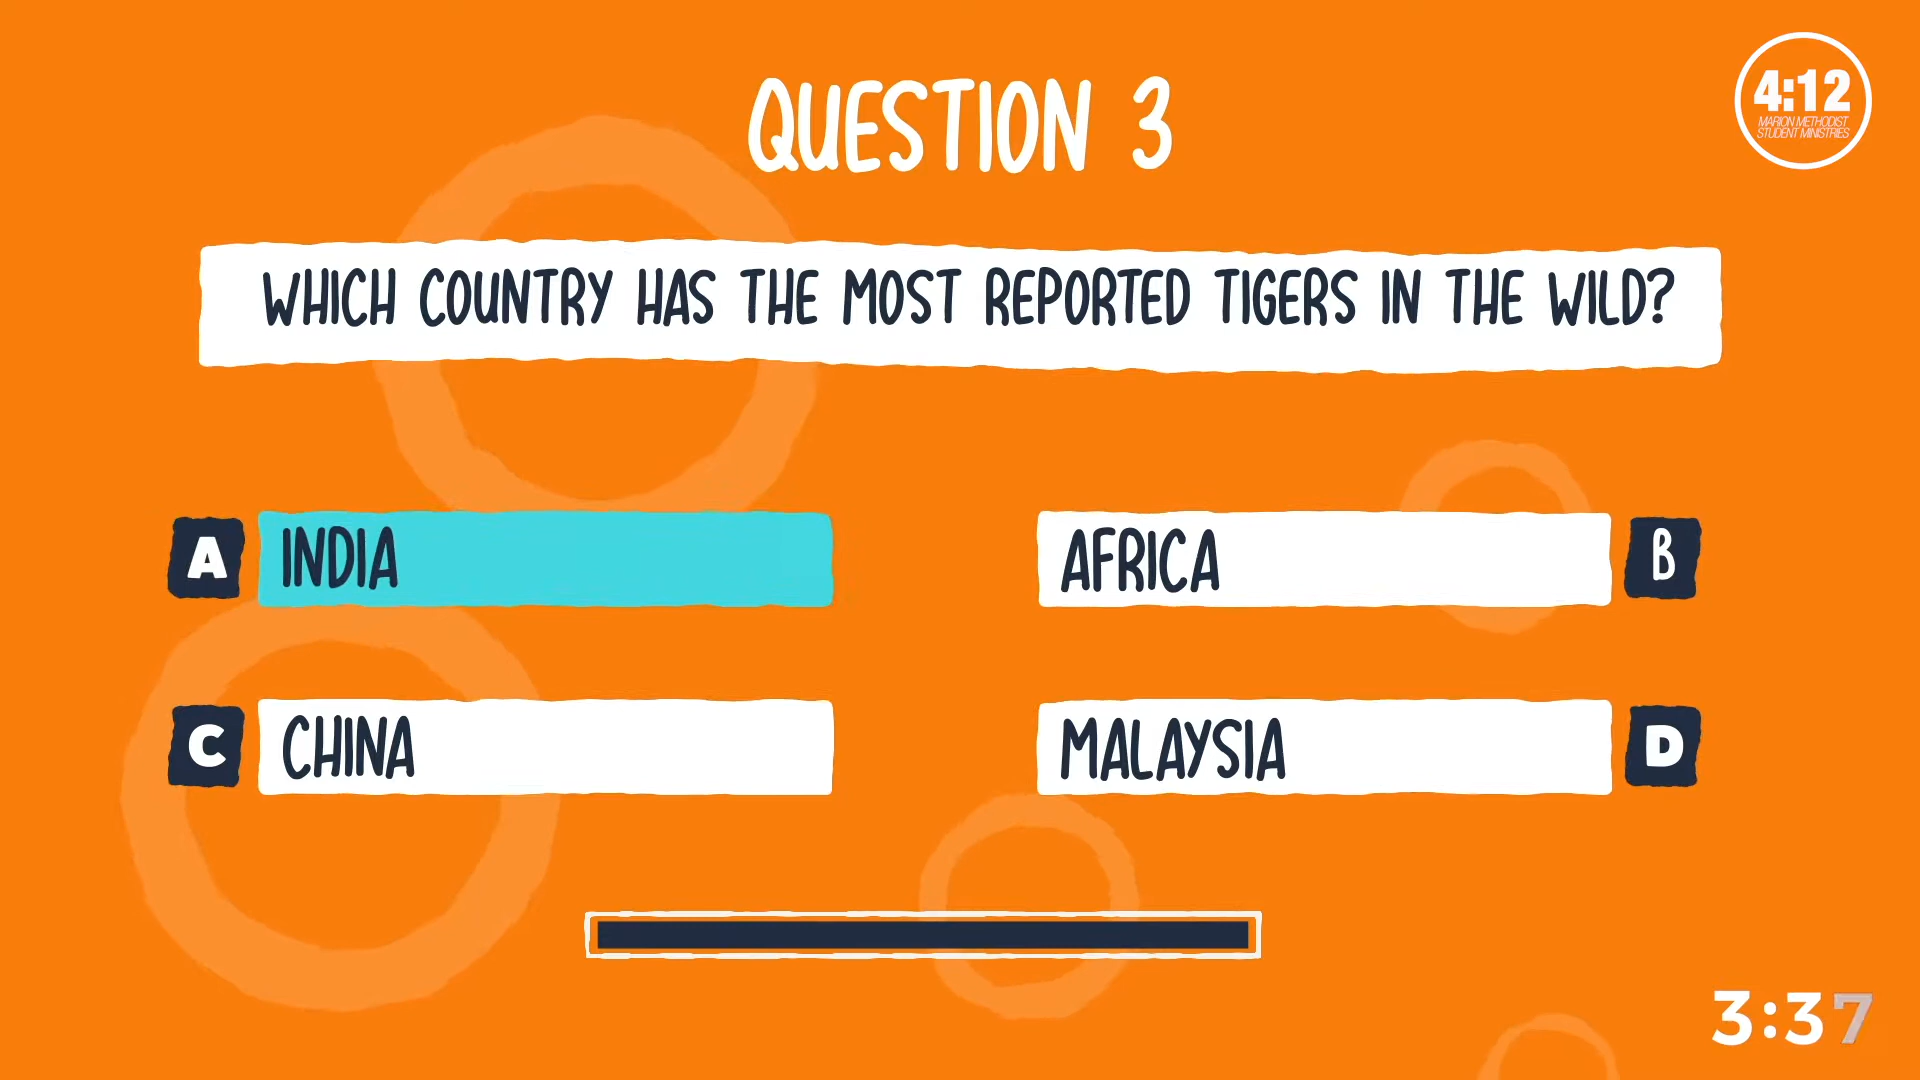 QUESTION 3
4:12
MARION METHODIST
STUDENT MINISTRIES
WHICH COUNTRY HAS THE MOST REPORTED TIGERS IN THE WILD?
A INDIA
AFRICA B
C CHINA
MALAYSIA D
3:37